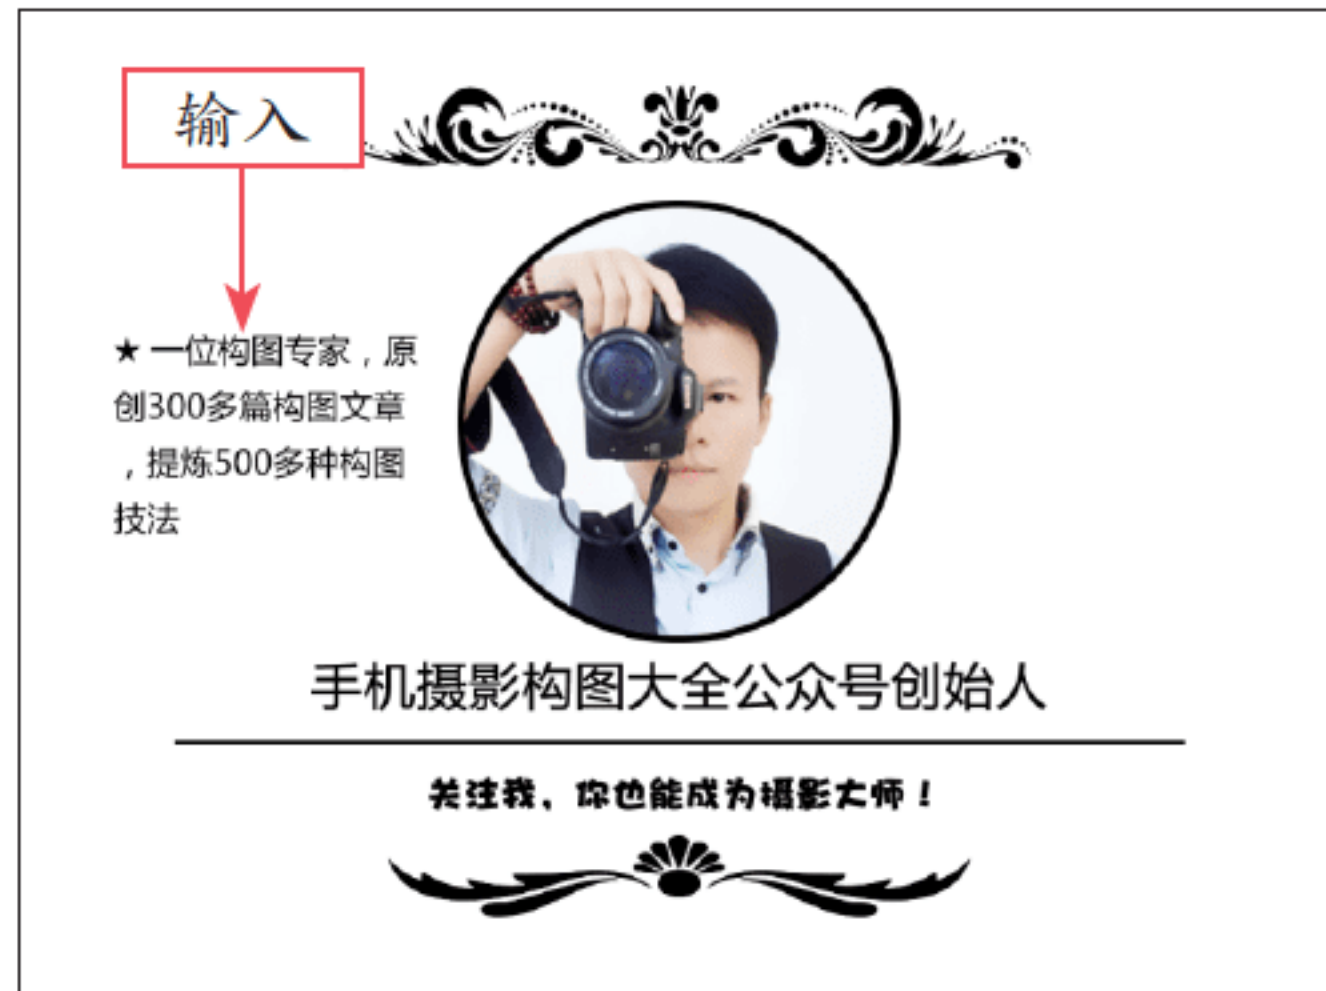 输入
★ 一位构图专家，原
创300多篇构图文章
，提炼500多种构图
技法
手机摄影构图大全公众号创始人
关注我，你也能成为摄影大师！